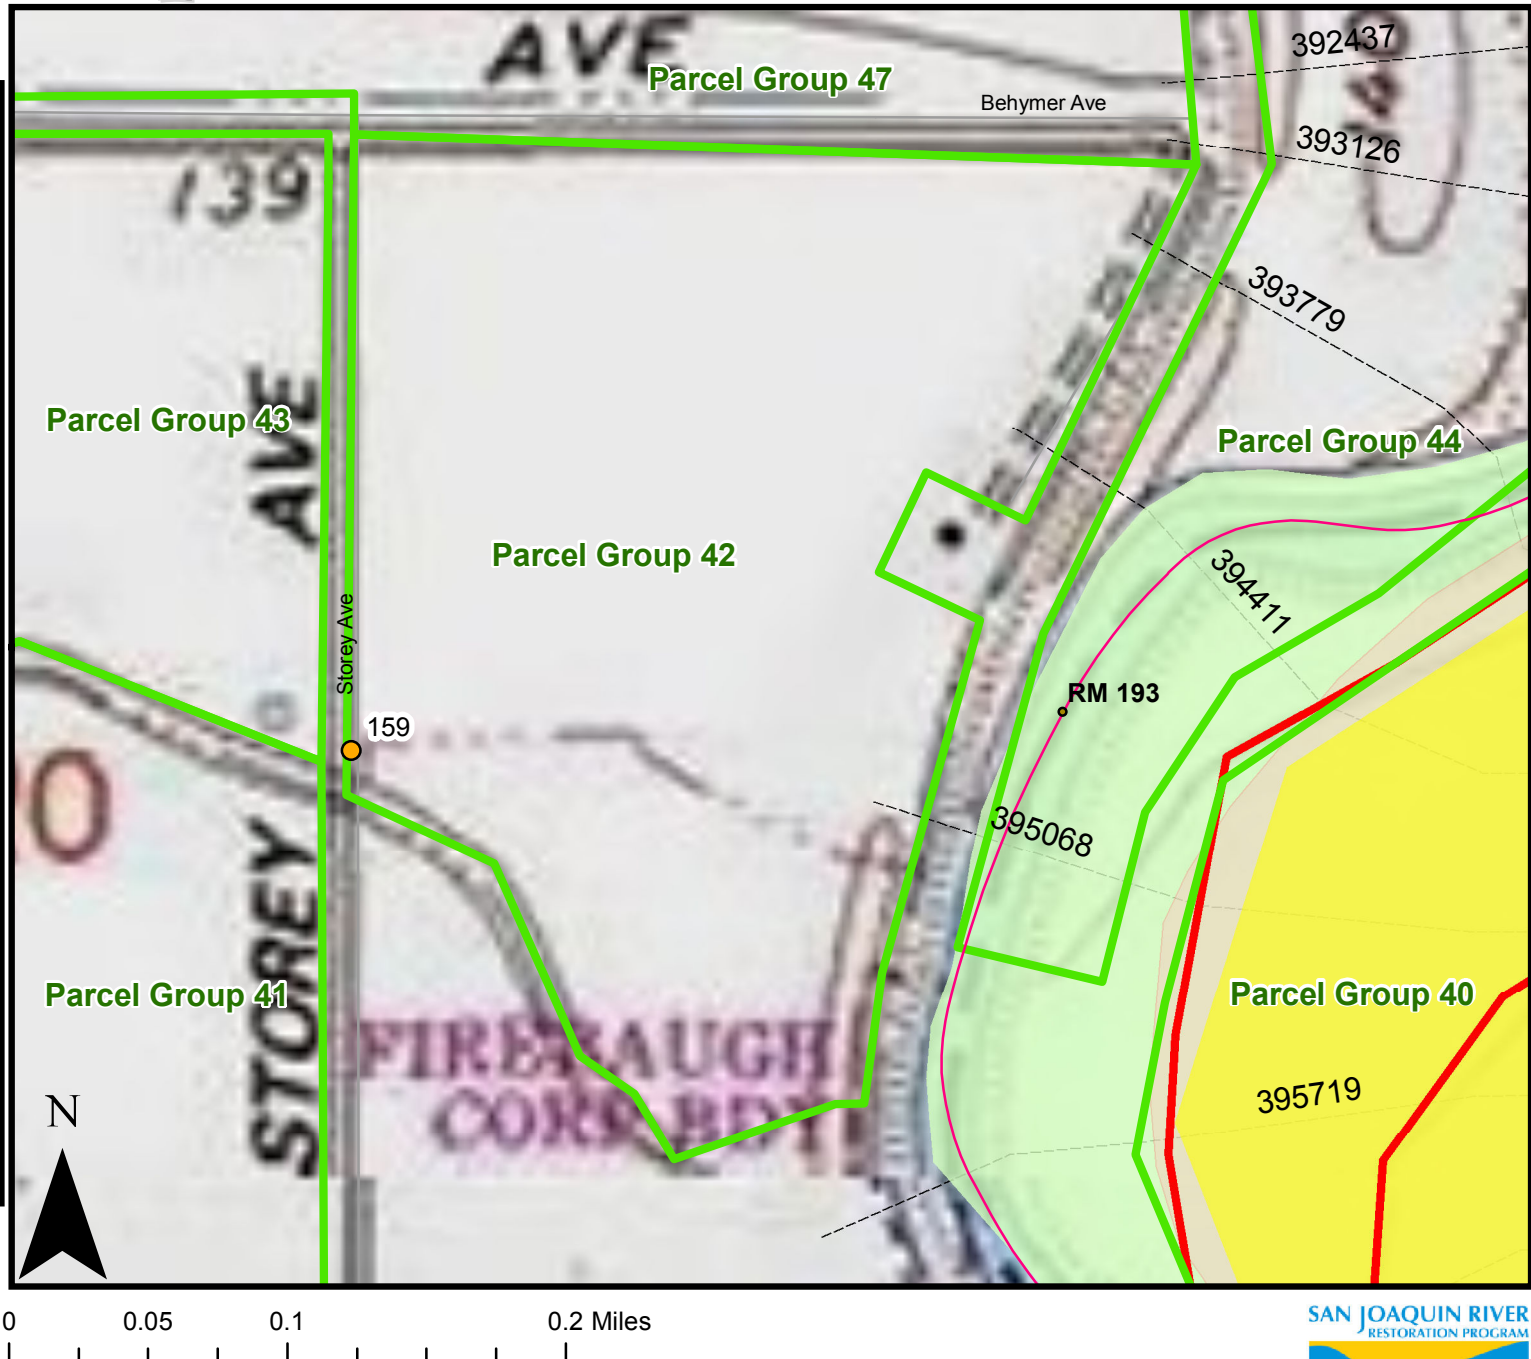 AVE
Parcel Group 47
Behymer Ave
392437
393126
139
393779
Parcel Group 43
AVE
Parcel Group 44
Parcel Group 42
394411
Storey Ave
RM 193
159
395068
STOREY
Parcel Group 41
Parcel Group 40
FIREBAUGH
CORP BDY
395719
N
0 0.05 0.1 0.2 Miles
SAN JOAQUIN RIVER
RESTORATION PROGRAM